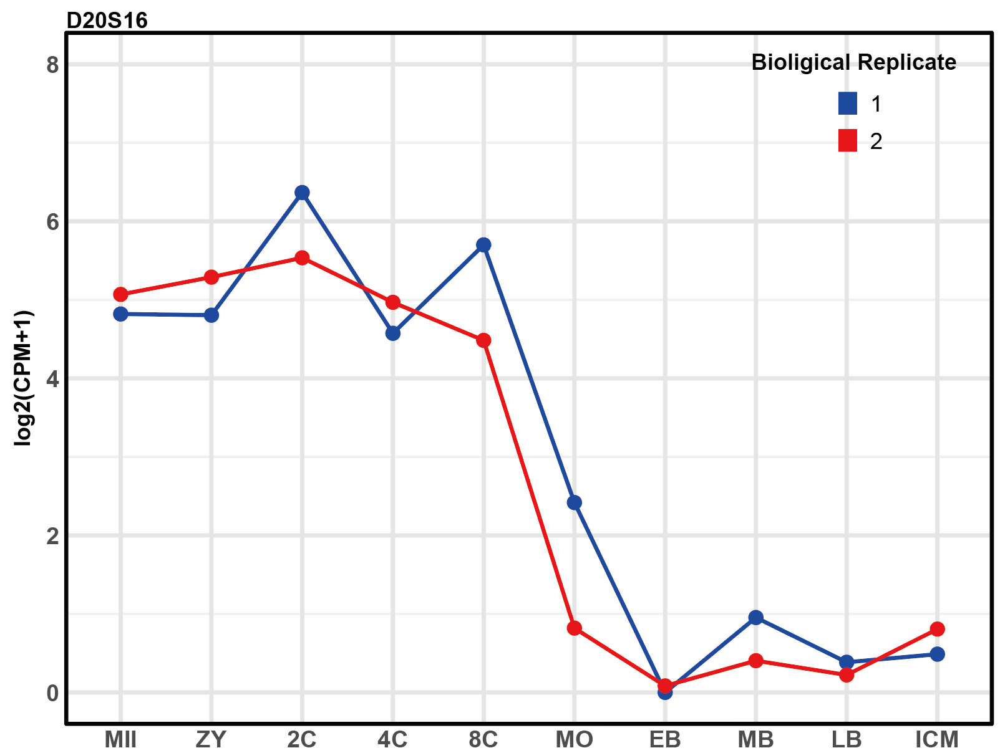 D20S16
Bioligical Replicate
1
2
8
6
4
2
0
log2(CPM+1)
MII ZY 2C 4C 8C MO EB MB LB ICM